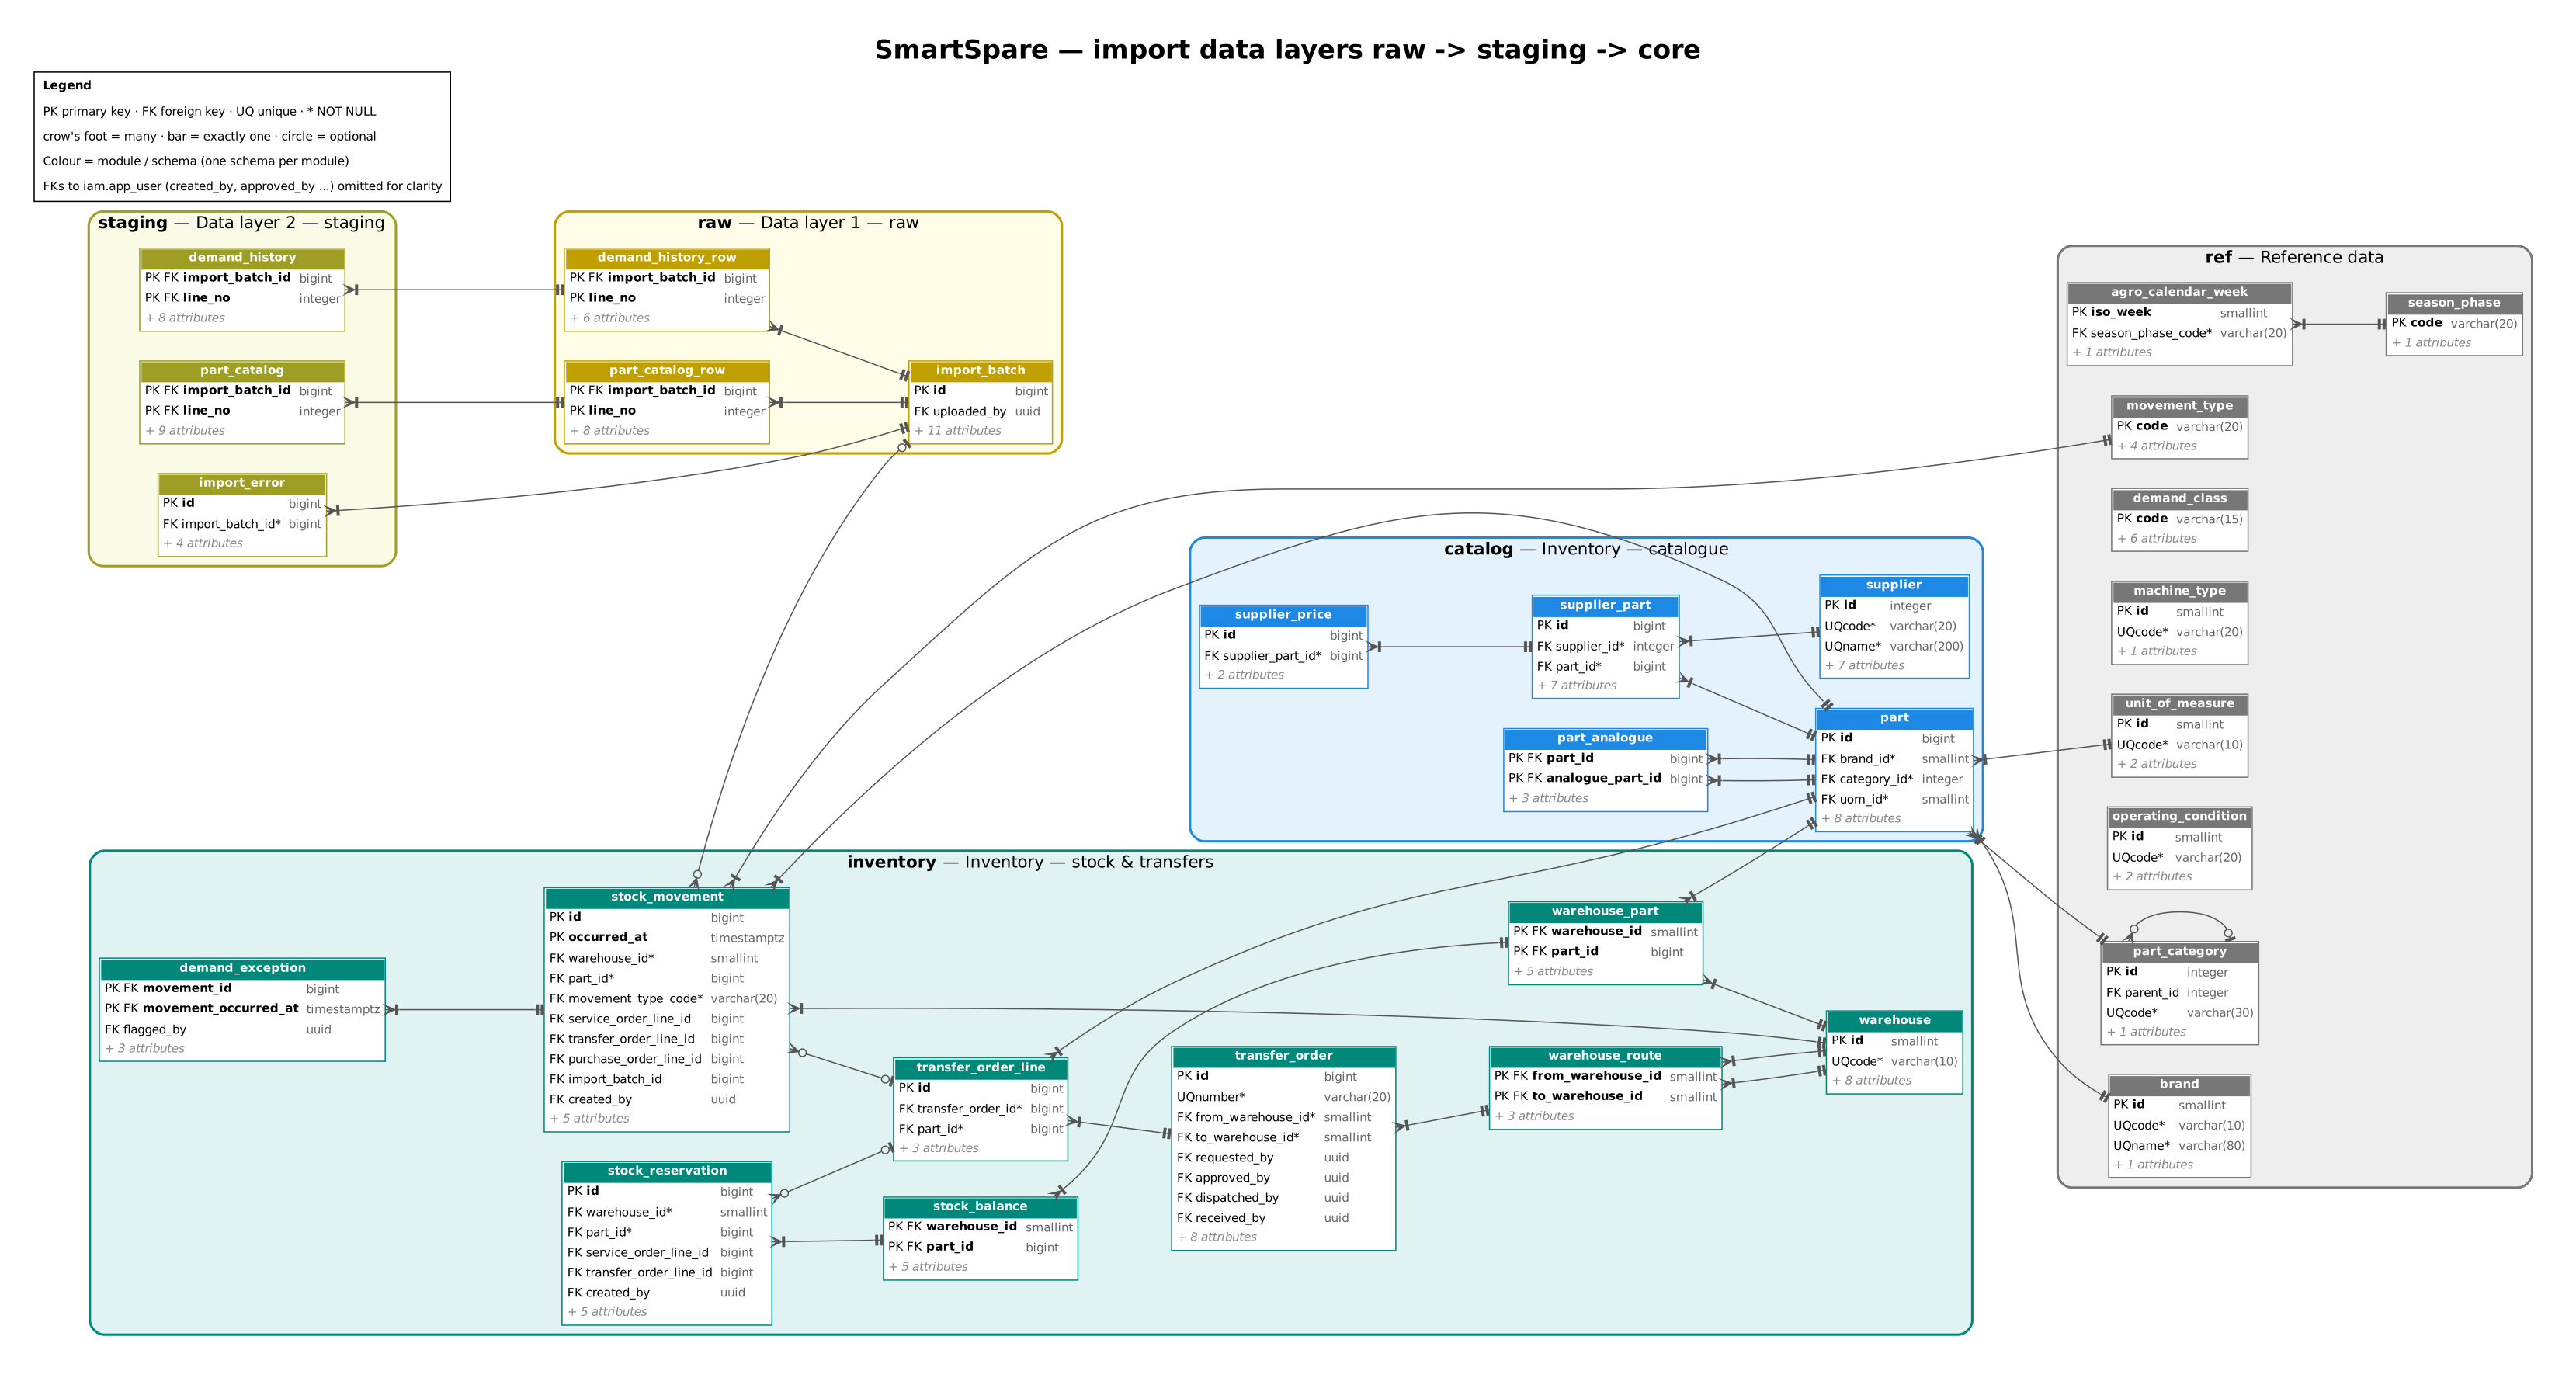 SmartSpare — import data layers raw -> staging -> core
Legend
PK primary key · FK foreign key · UQ unique · * NOT NULL
crow's foot = many · bar = exactly one · circle = optional
Colour = module / schema (one schema per module)
FKs to iam.app_user (created_by, approved_by ...) omitted for clarity
staging — Data layer 2 — staging
demand_history
PK FK import_batch_id bigint
PK FK line_no integer
+ 8 attributes
part_catalog
PK FK import_batch_id bigint
PK FK line_no integer
+ 9 attributes
import_error
PK id bigint
FK import_batch_id* bigint
+ 4 attributes
raw — Data layer 1 — raw
demand_history_row
PK FK import_batch_id bigint
PK line_no integer
+ 6 attributes
part_catalog_row
PK FK import_batch_id bigint
PK line_no integer
+ 8 attributes
import_batch
PK id bigint
FK uploaded_by uuid
+ 11 attributes
catalog — Inventory — catalogue
supplier_price
PK id bigint
FK supplier_part_id* bigint
+ 2 attributes
supplier_part
PK id bigint
FK supplier_id* integer
FK part_id* bigint
+ 7 attributes
supplier
PK id integer
UQcode* varchar(20)
UQname* varchar(200)
+ 7 attributes
part_analogue
PK FK part_id bigint
PK FK analogue_part_id bigint
+ 3 attributes
part
PK id bigint
FK brand_id* smallint
FK category_id* integer
FK uom_id* smallint
+ 8 attributes
ref — Reference data
agro_calendar_week
PK iso_week smallint
FK season_phase_code* varchar(20)
+ 1 attributes
season_phase
PK code varchar(20)
+ 1 attributes
movement_type
PK code varchar(20)
+ 4 attributes
demand_class
PK code varchar(15)
+ 6 attributes
machine_type
PK id smallint
UQcode* varchar(20)
+ 1 attributes
unit_of_measure
PK id smallint
UQcode* varchar(10)
+ 2 attributes
operating_condition
PK id smallint
UQcode* varchar(20)
+ 2 attributes
part_category
PK id integer
FK parent_id integer
UQcode* varchar(30)
+ 1 attributes
brand
PK id smallint
UQcode* varchar(10)
UQname* varchar(80)
+ 1 attributes
inventory — Inventory — stock & transfers
demand_exception
PK FK movement_id bigint
PK FK movement_occurred_at timestamptz
FK flagged_by uuid
+ 3 attributes
stock_movement
PK id bigint
PK occurred_at timestamptz
FK warehouse_id* smallint
FK part_id* bigint
FK movement_type_code* varchar(20)
FK service_order_line_id bigint
FK transfer_order_line_id bigint
FK purchase_order_line_id bigint
FK import_batch_id bigint
FK created_by uuid
+ 5 attributes
stock_reservation
PK id bigint
FK warehouse_id* smallint
FK part_id* bigint
FK service_order_line_id bigint
FK transfer_order_line_id bigint
FK created_by uuid
+ 5 attributes
transfer_order_line
PK id bigint
FK transfer_order_id* bigint
FK part_id* bigint
+ 3 attributes
stock_balance
PK FK warehouse_id smallint
PK FK part_id bigint
+ 5 attributes
transfer_order
PK id bigint
UQnumber* varchar(20)
FK from_warehouse_id* smallint
FK to_warehouse_id* smallint
FK requested_by uuid
FK approved_by uuid
FK dispatched_by uuid
FK received_by uuid
+ 8 attributes
warehouse_part
PK FK warehouse_id smallint
PK FK part_id bigint
+ 5 attributes
warehouse_route
PK FK from_warehouse_id smallint
PK FK to_warehouse_id smallint
+ 3 attributes
warehouse
PK id smallint
UQcode* varchar(10)
+ 8 attributes